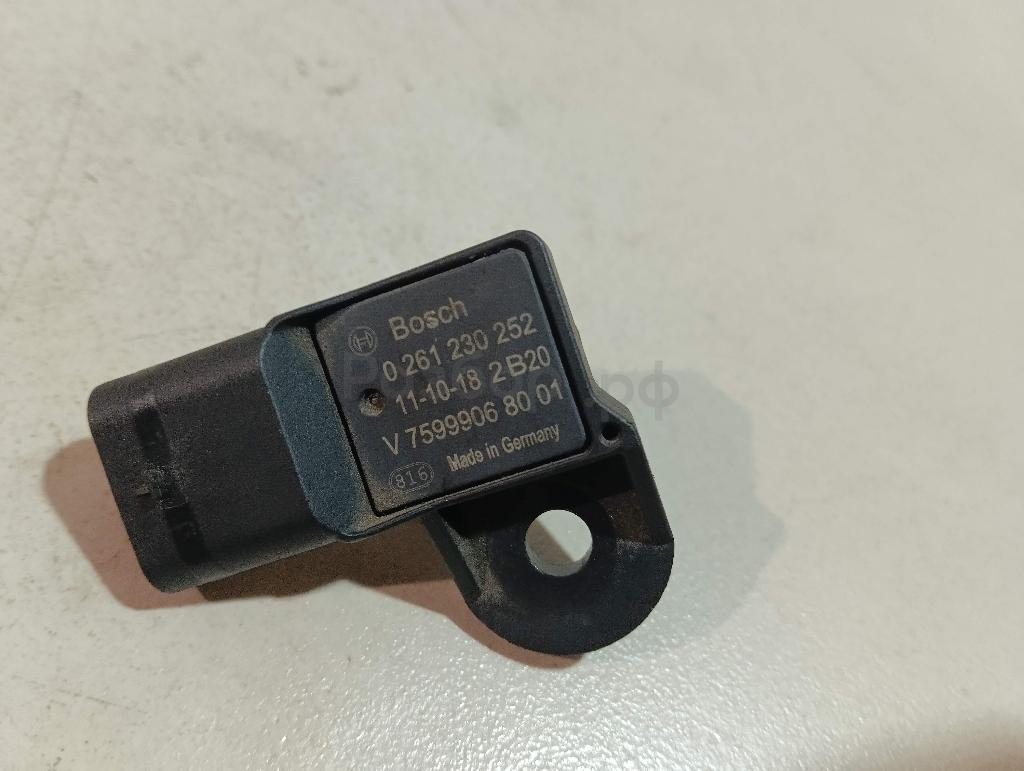 Bosch
0 261 230 252
11-10-18 2B20
V 7599906 80 01
816 Made in Germany